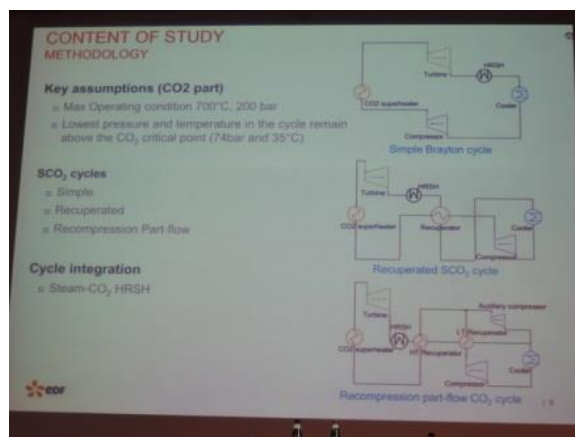 CONTENT OF STUDY
METHODOLOGY
Key assumptions (CO2 part)
Max Operating condition 700°C, 200 bar
Lowest pressure and temperature in the cycle remain
above the CO₂ critical point (74bar and 35°C)
SCO₂ cycles
Simple
Recuperated
Recompression Part-flow
Cycle integration
Steam-CO₂ HRSH
edf
Turbine
HRSH
CO2 superheater
Cooler
Compressor
Simple Brayton cycle
Turbine
HRSH
CO2 superheater
Recuperator
Cooler
Compressor
Recuperated SCO₂ cycle
Auxiliary compressor
Turbine
HRSH
LT Recuperator
CO2 superheater
HT Recuperator
Cooler
Compressor
Recompression part-flow CO₂ cycle